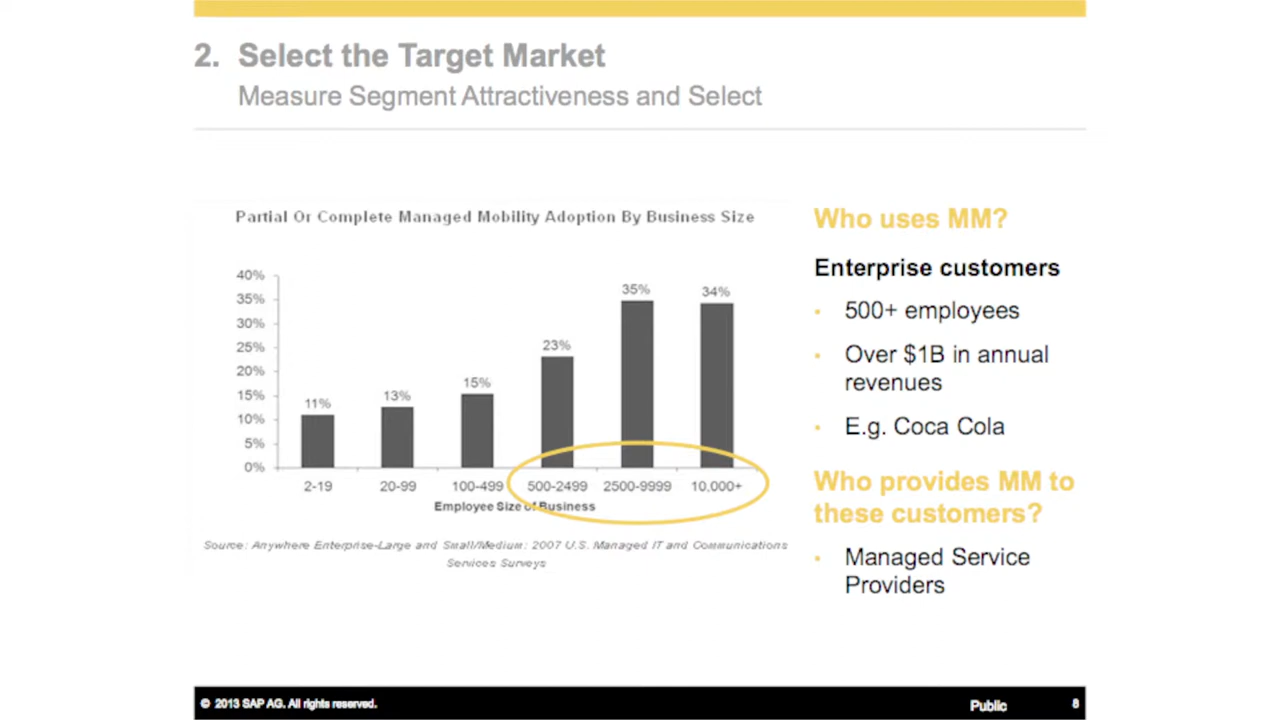 2. Select the Target Market
Measure Segment Attractiveness and Select
Partial Or Complete Managed Mobility Adoption By Business Size
40%
35%
30%
25%
20%
15%
10%
5%
0%
11%
13%
15%
23%
35%
34%
2-19
20-99
100-499
500-2499
2500-9999
10,000+
Employee Size of Business
Source: Anywhere Enterprise-Large and Small/Medium: 2007 U.S. Managed IT and Communications
Services Surveys
Who uses MM?
Enterprise customers
• 500+ employees
• Over $1B in annual
revenues
• E.g. Coca Cola
Who provides MM to
these customers?
• Managed Service
Providers
© 2013 SAP AG. All rights reserved.
Public
8